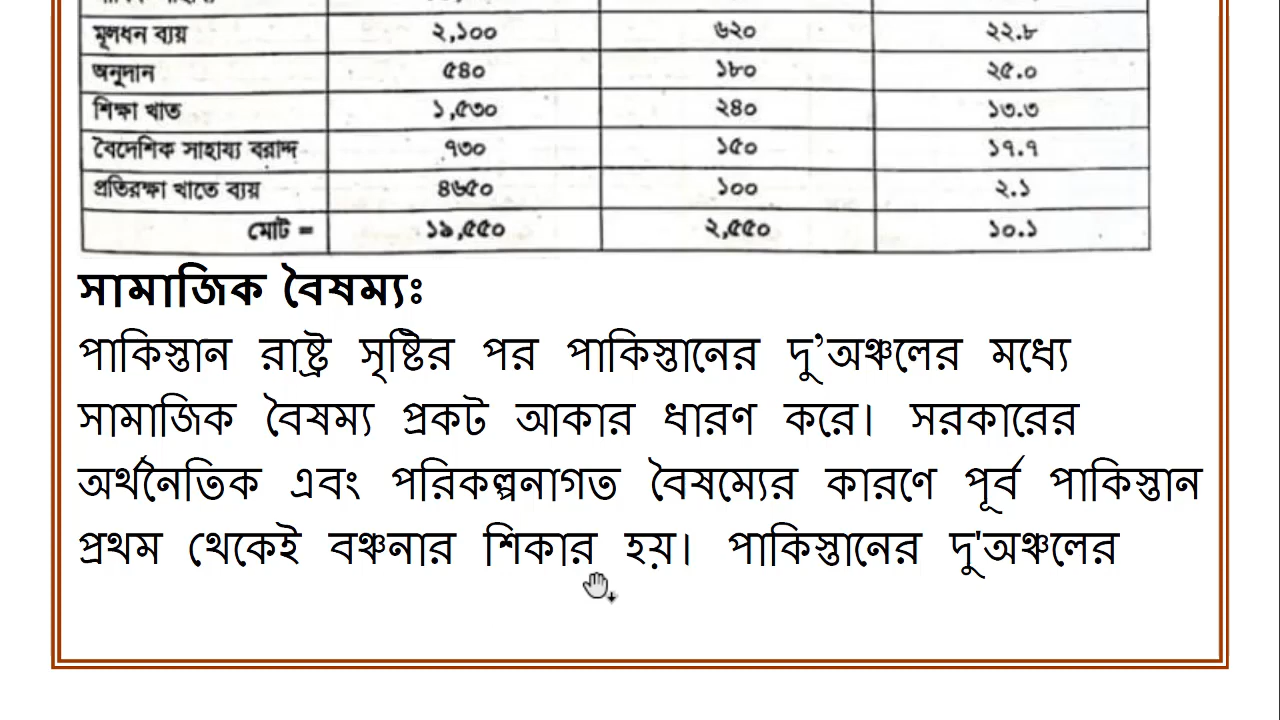 মূলধন ব্যয় ২,১০০ ৬২০ ২২.৮
অনুদান ৫৪০ ১৮০ ২৫.০
শিক্ষা খাত ১,৫৩০ ২৪০ ১৩.৩
বৈদেশিক সাহায্য বরাদ্দ ৭৩০ ১৫০ ১৭.৭
প্রতিরক্ষা খাতে ব্যয় ৪৬৫০ ১০০ ২.১
মোট = ১৯,৫৫০ ২,৫৫০ ১০.১
সামাজিক বৈষম্যঃ
পাকিস্তান রাষ্ট্র সৃষ্টির পর পাকিস্তানের দু’অঞ্চলের মধ্যে
সামাজিক বৈষম্য প্রকট আকার ধারণ করে। সরকারের
অর্থনৈতিক এবং পরিকল্পনাগত বৈষম্যের কারণে পূর্ব পাকিস্তান
প্রথম থেকেই বঞ্চনার শিকার হয়। পাকিস্তানের দু'অঞ্চলের